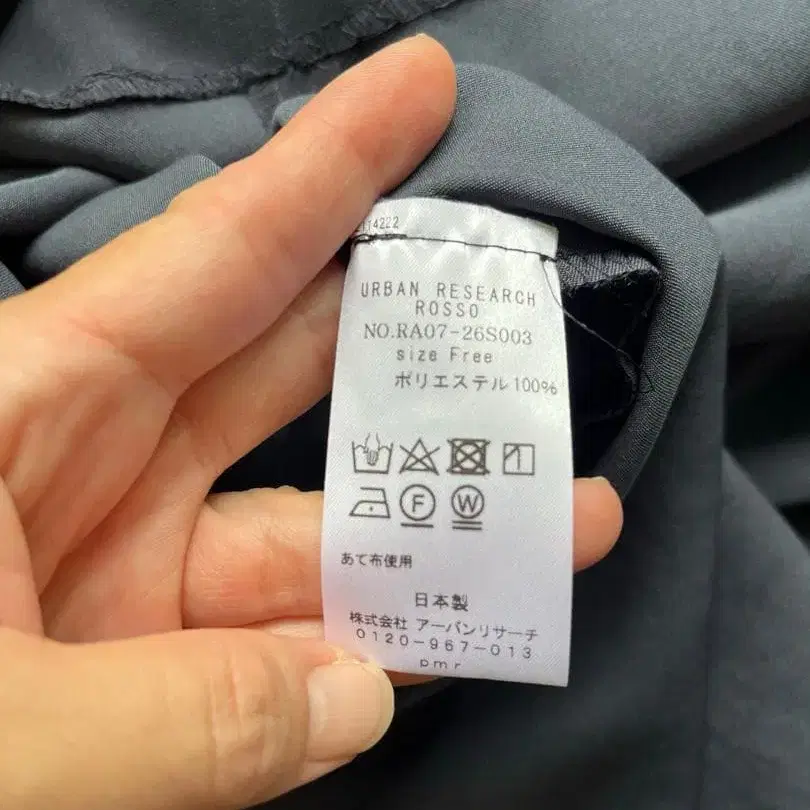 URBAN RESEARCH
ROSSO
NO.RA07-26S003
size Free
ポリエステル100%
F W
あて布使用
日本製
株式会社 アーバンリサーチ
0120-967-013
pmr